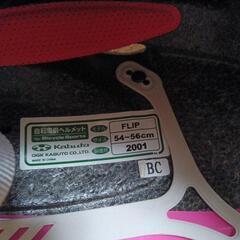 自転車用ヘルメット
for Bicycle Sports
FLIP
54~56cm
Kabuto
OGK KABUTO CO.,LTD.
MADE IN CHINA
2001
BC